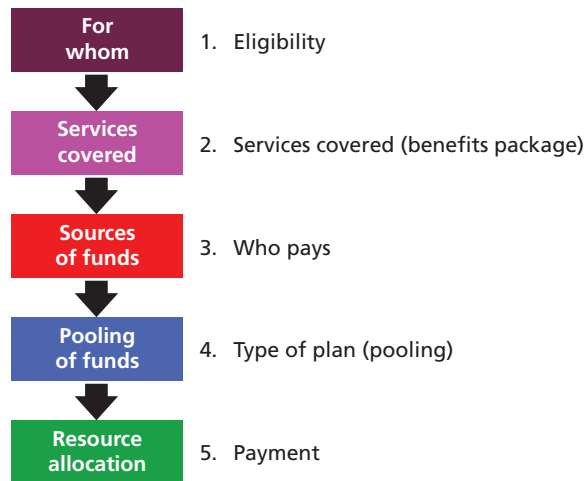 For
whom
1. Eligibility
Services
covered
2. Services covered (benefits package)
Sources
of funds
3. Who pays
Pooling
of funds
4. Type of plan (pooling)
Resource
allocation
5. Payment